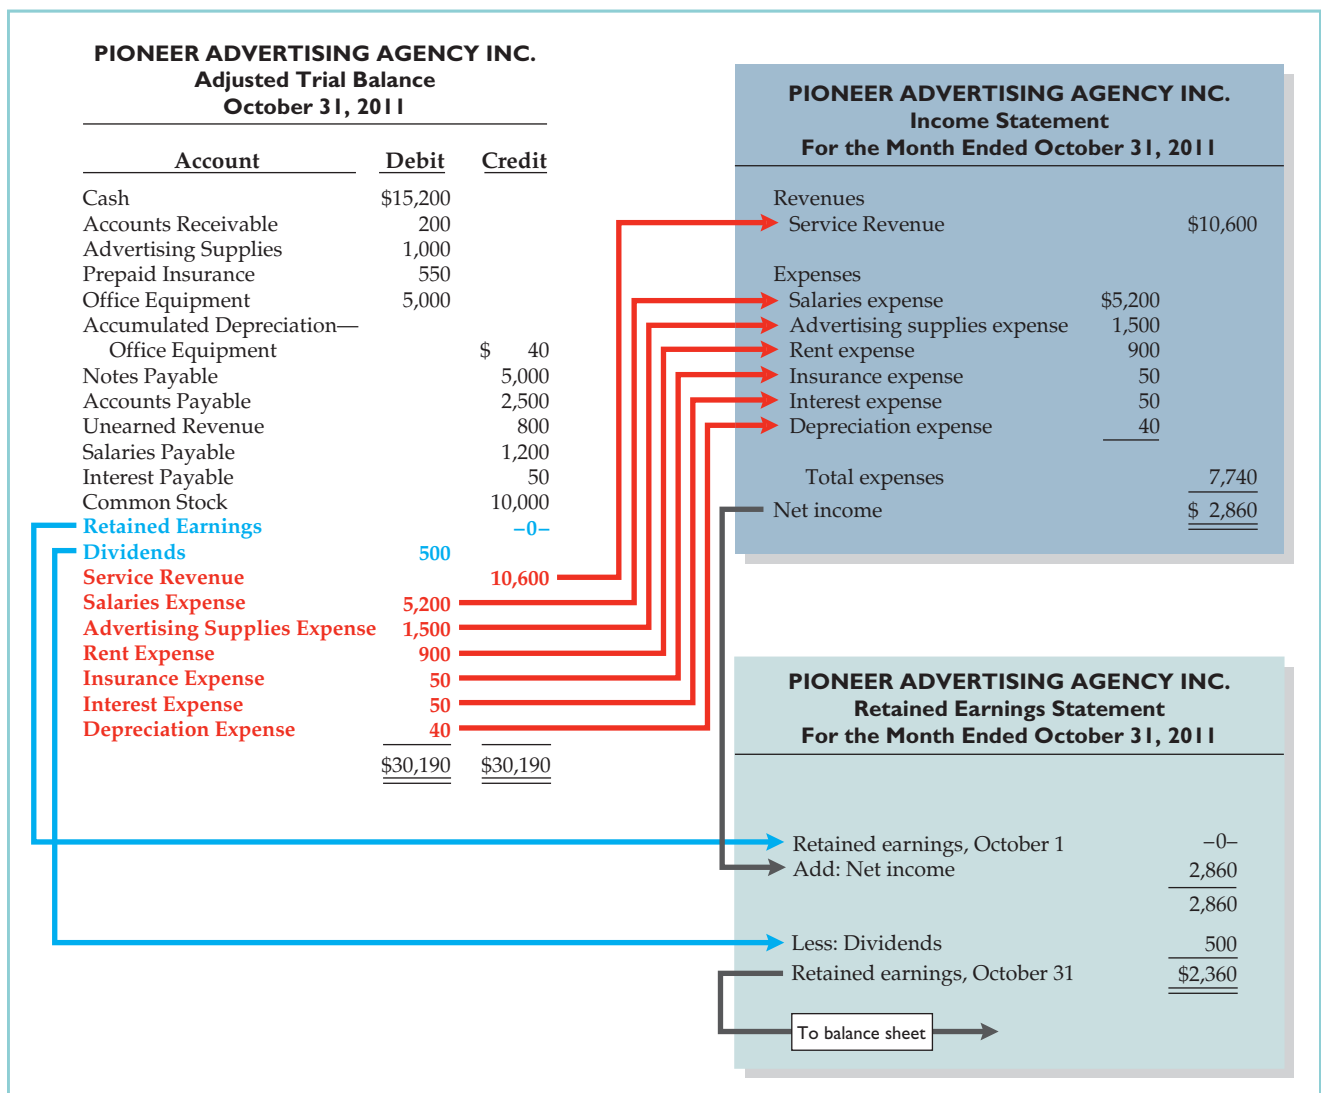 PIONEER ADVERTISING AGENCY INC.
Adjusted Trial Balance
October 31, 2011
Account Debit Credit
Cash $15,200
Accounts Receivable 200
Advertising Supplies 1,000
Prepaid Insurance 550
Office Equipment 5,000
Accumulated Depreciation—
Office Equipment $ 40
Notes Payable 5,000
Accounts Payable 2,500
Unearned Revenue 800
Salaries Payable 1,200
Interest Payable 50
Common Stock 10,000
Retained Earnings –0–
Dividends 500
Service Revenue 10,600
Salaries Expense 5,200
Advertising Supplies Expense 1,500
Rent Expense 900
Insurance Expense 50
Interest Expense 50
Depreciation Expense 40
$30,190 $30,190
PIONEER ADVERTISING AGENCY INC.
Income Statement
For the Month Ended October 31, 2011
Revenues
Service Revenue $10,600
Expenses
Salaries expense $5,200
Advertising supplies expense 1,500
Rent expense 900
Insurance expense 50
Interest expense 50
Depreciation expense 40
Total expenses 7,740
Net income $ 2,860
PIONEER ADVERTISING AGENCY INC.
Retained Earnings Statement
For the Month Ended October 31, 2011
Retained earnings, October 1 –0–
Add: Net income 2,860
2,860
Less: Dividends 500
Retained earnings, October 31 $2,360
To balance sheet